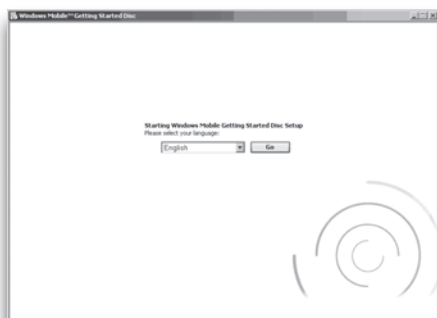 Windows Mobile™ Getting Started Disc
Starting Windows Mobile Getting Started Disc Setup
Please select your language:
English
Go